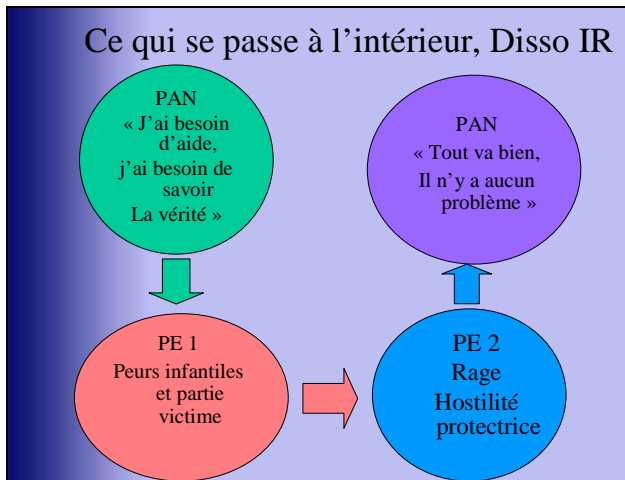 Ce qui se passe à l'intérieur, Disso IR
PAN
« J'ai besoin
d'aide,
j'ai besoin de
savoir
La vérité »
PAN
« Tout va bien,
Il n'y a aucun
problème »
PE 1
Peurs infantiles
et partie
victime
PE 2
Rage
Hostilité
protectrice